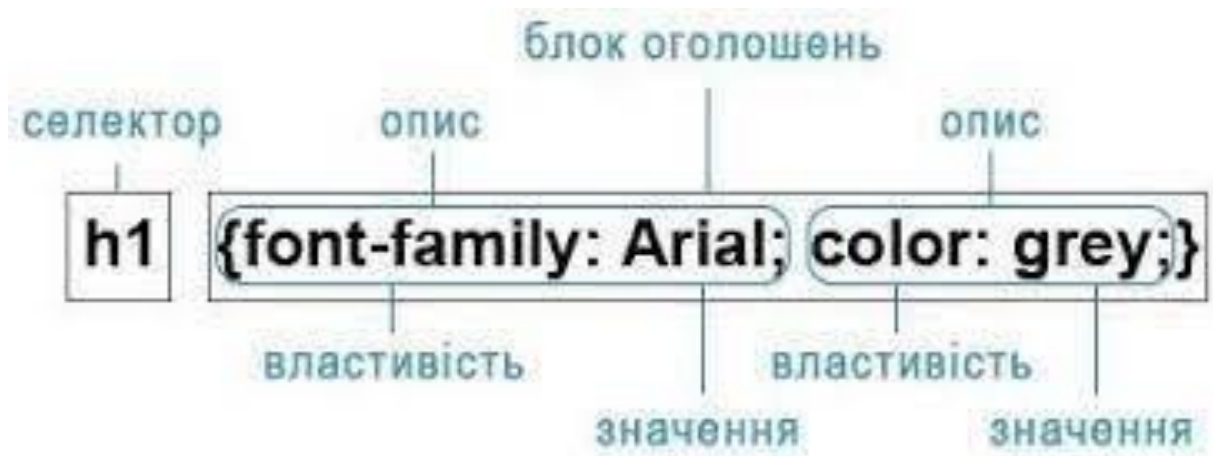 блок оголошень
селектор опис опис
h1 {font-family: Arial; color: grey;}
властивість властивість
значення значення